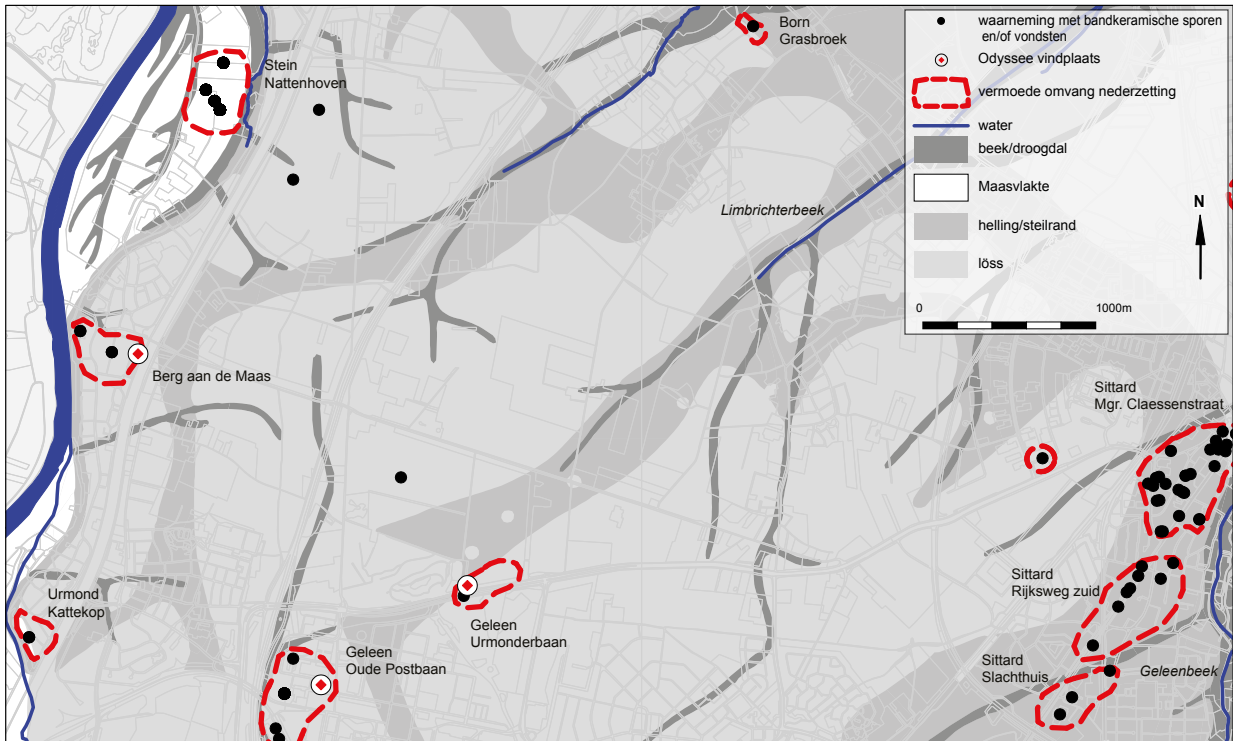 Born
Grasbroek
Stein
Nattenhoven
waarneming met bandkeramische sporen
en/of vondsten
Odyssee vindplaats
vermoede omvang nederzetting
water
beek/droogdal
Maasvlakte
helling/steilrand
löss
N
0 1000m
Limbrichterbeek
Berg aan de Maas
Sittard
Mgr. Claessenstraat
Urmond
Kattekop
Geleen
Urmonderbaan
Geleen
Oude Postbaan
Sittard
Rijksweg zuid
Sittard
Slachthuis
Geleenbeek